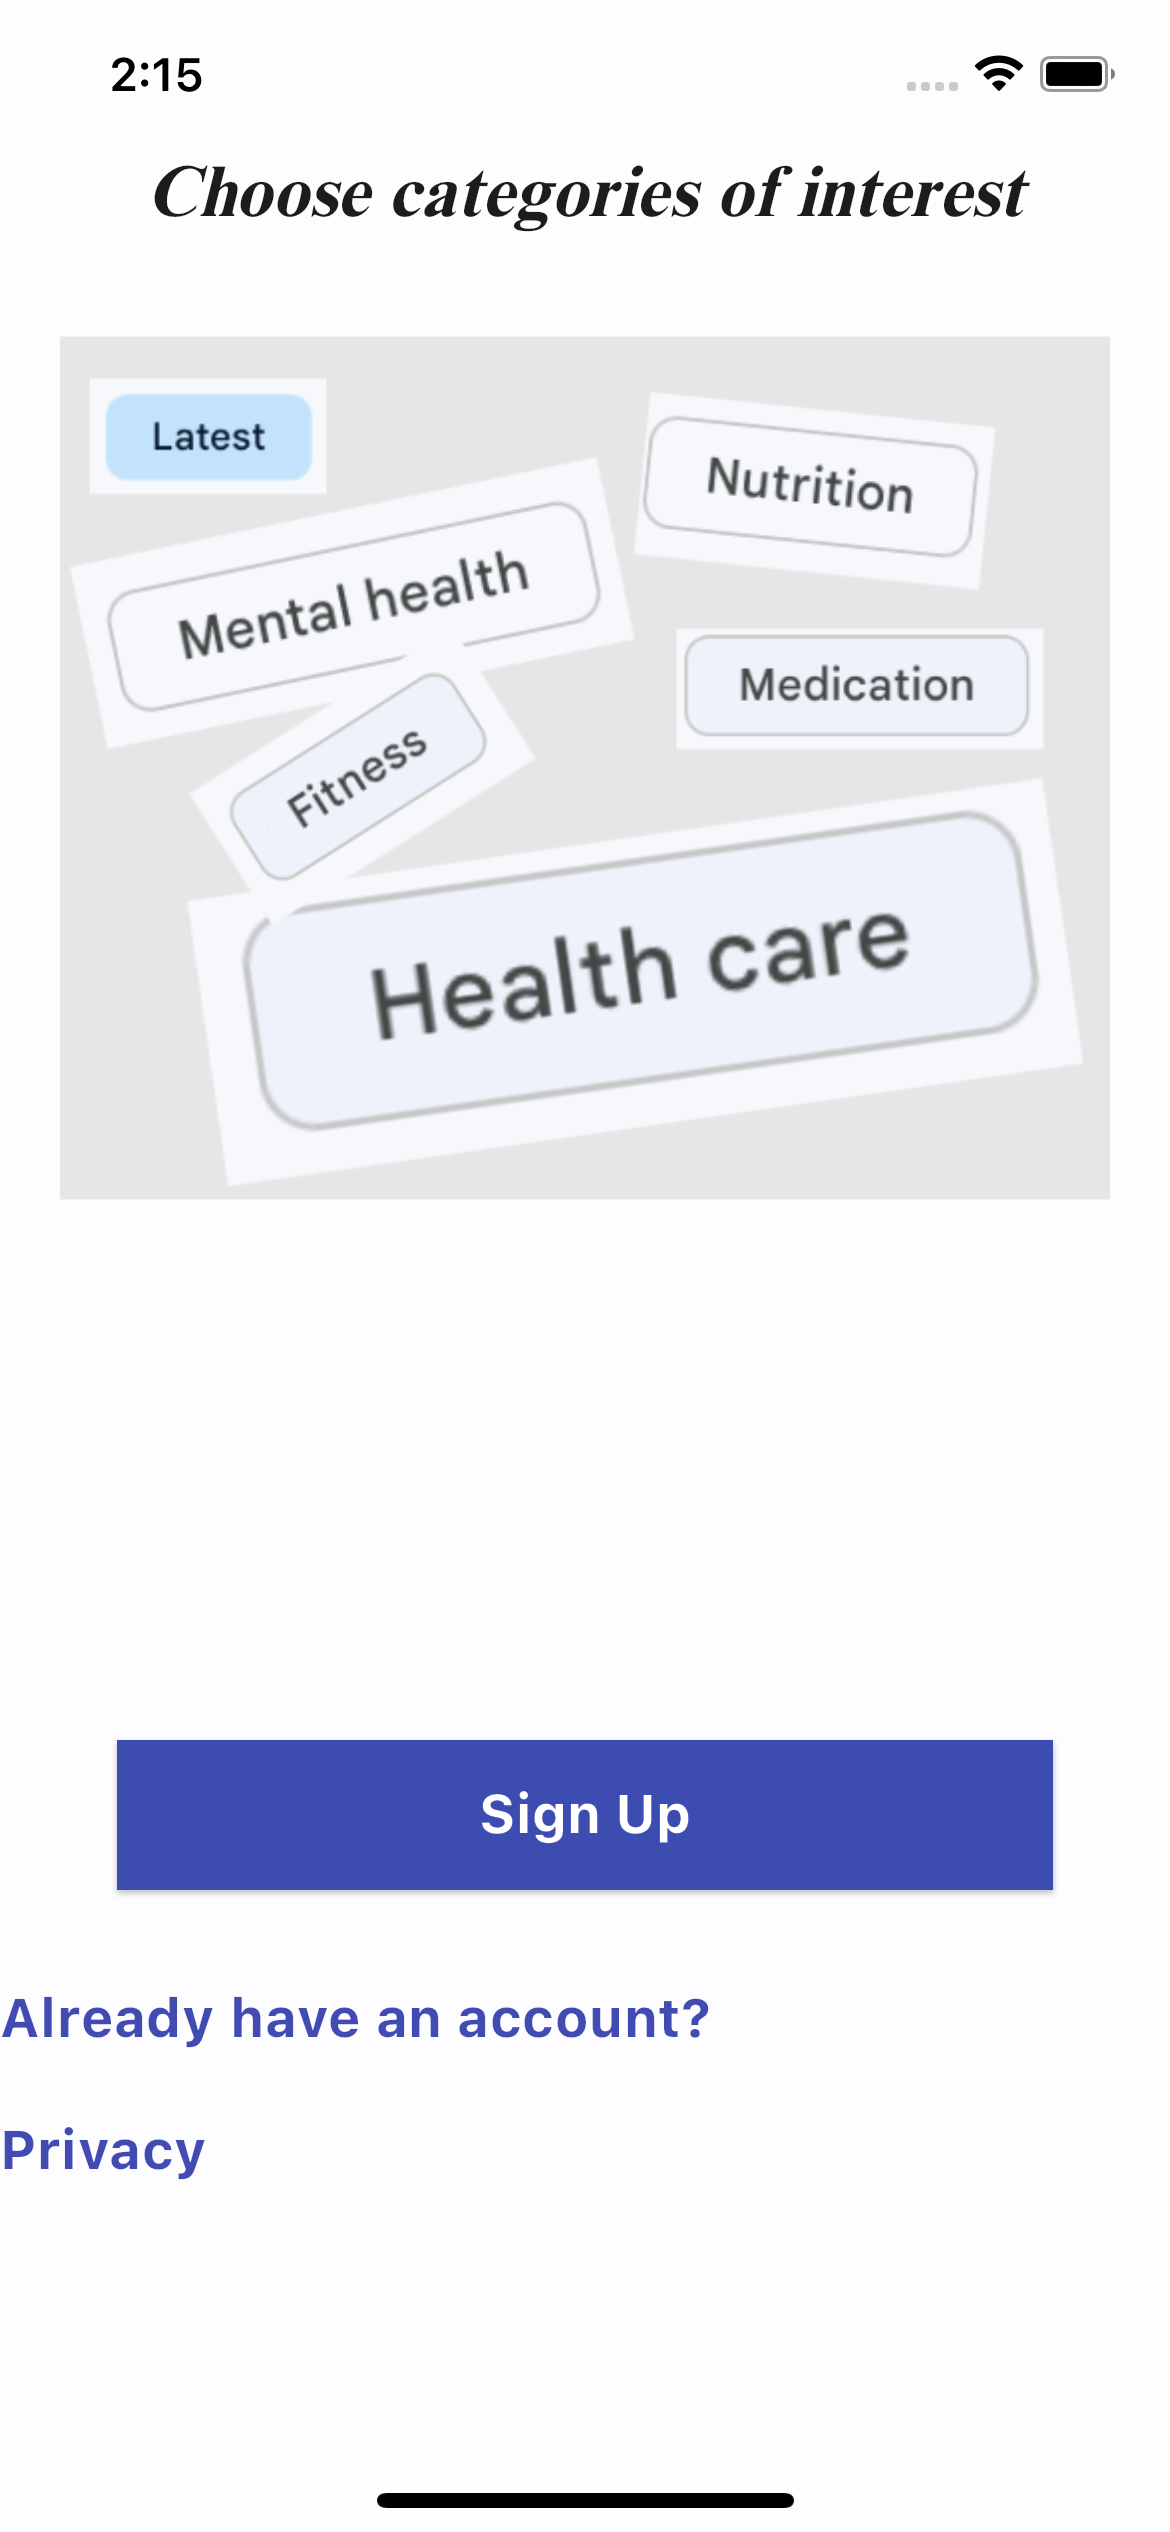 2:15
Choose categories of interest
Latest
Nutrition
Mental health
Medication
Fitness
Health care
Sign Up
Already have an account?
Privacy